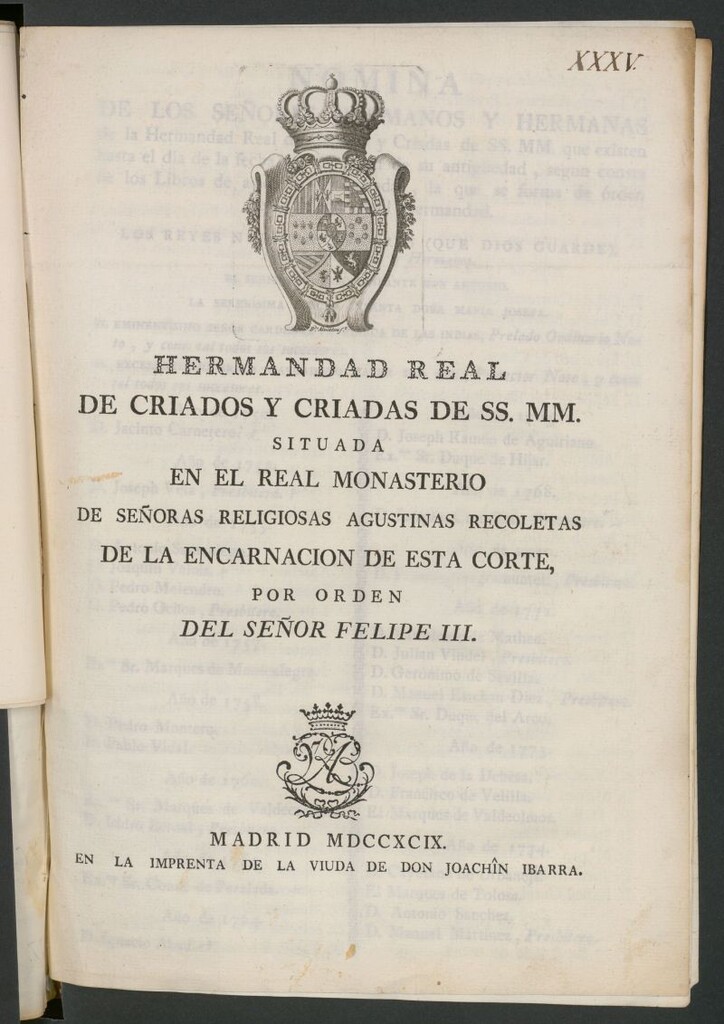 XXXV.
HERMANDAD REAL
DE CRIADOS Y CRIADAS DE SS. MM.
SITUADA
EN EL REAL MONASTERIO
DE SEÑORAS RELIGIOSAS AGUSTINAS RECOLETAS
DE LA ENCARNACION DE ESTA CORTE,
POR ORDEN
DEL SEÑOR FELIPE III.
MADRID MDCCXCIX.
EN LA IMPRENTA DE LA VIUDA DE DON JOACHÎN IBARRA.